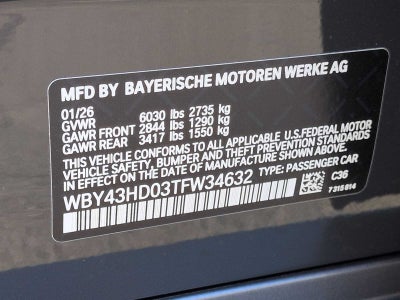 MFD BY BAYERISCHE MOTOREN WERKE AG
01/26
GVWR 6030 lbs 2735 kg
GAWR FRONT 2844 lbs 1290 kg
GAWR REAR 3417 lbs 1550 kg
THIS VEHICLE CONFORMS TO ALL APPLICABLE U.S.FEDERAL MOTOR
VEHICLE SAFETY, BUMPER AND THEFT PREVENTION STANDARDS
IN EFFECT ON THE DATE OF MANUFACTURE SHOWN ABOVE.
WBY43HD03TFW34632 TYPE: PASSENGER CAR
C36
7315614